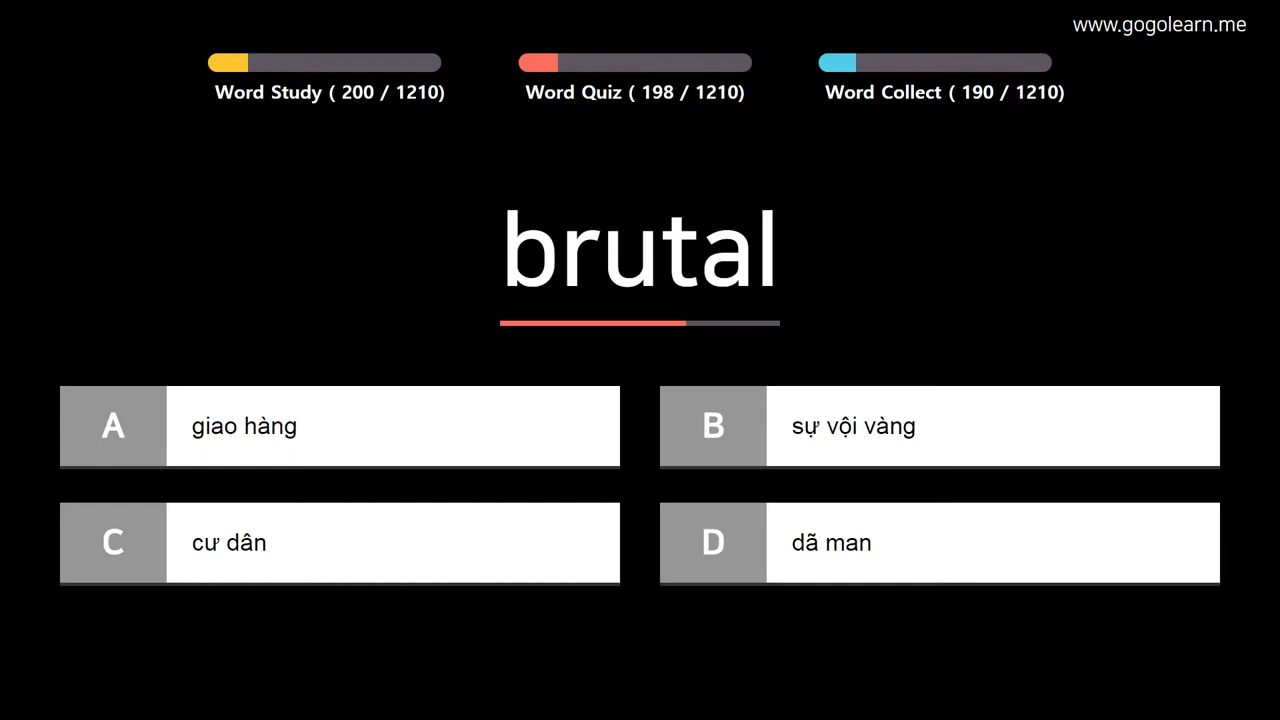 www.gogolearn.me
Word Study ( 200 / 1210)
Word Quiz ( 198 / 1210)
Word Collect ( 190 / 1210)
brutal
A giao hàng
B sự vội vàng
C cư dân
D dã man